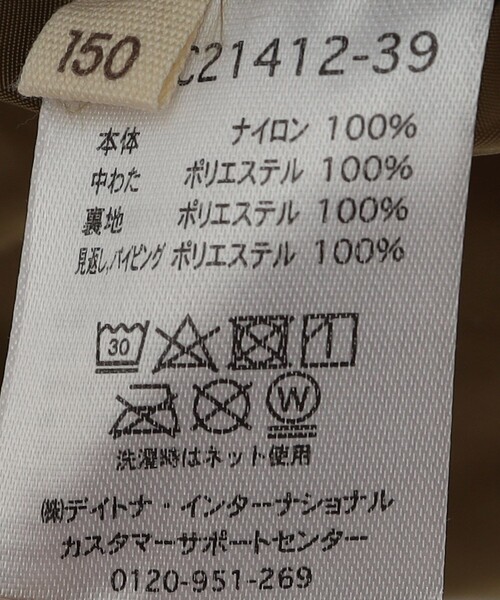 150
C21412-39
本体 ナイロン 100%
中わた ポリエステル 100%
裏地 ポリエステル 100%
見返し,パイピング ポリエステル 100%
30
W
洗濯時はネット使用
(株)デイトナ・インターナショナル
カスタマーサポートセンター
0120-951-269